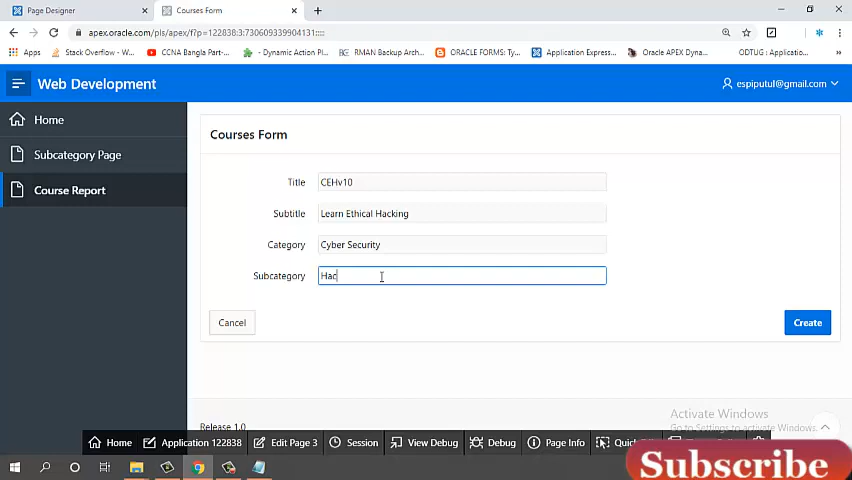 Page Designer
Courses Form
apex.oracle.com/pls/apex/f?p=122838:3:730609339904131:::::
Apps
Stack Overflow - W...
CCNA Bangla Part-...
- Dynamic Action Pl...
RMAN Backup Arch...
ORACLE FORMS: Ty...
Application Express...
Oracle APEX Dyna...
ODTUG : Applicatio...
Web Development
espiputul@gmail.com
Home
Subcategory Page
Course Report
Courses Form
Title
CEHv10
Subtitle
Learn Ethical Hacking
Category
Cyber Security
Subcategory
Hac
Cancel
Create
Activate Windows
Go to Settings to activate Windows.
Release 1.0
Home
Application 122838
Edit Page 3
Session
View Debug
Debug
Page Info
Subscribe